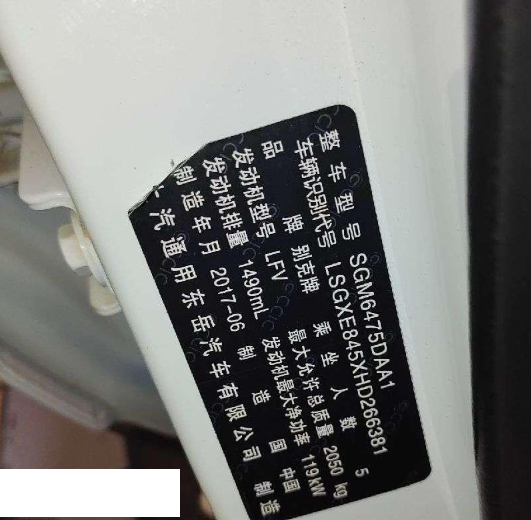 整车型号 SGM6475DAA1
车辆识别代号 LSGXE845XHD266381
品牌 别克牌 乘坐人数 5
发动机型号 LFV 最大允许总质量 2050 kg
发动机排量 1490mL 发动机最大净功率 119kW
制造年月 2017-06 制造国 中国
汽通用东岳汽车有限公司 制造